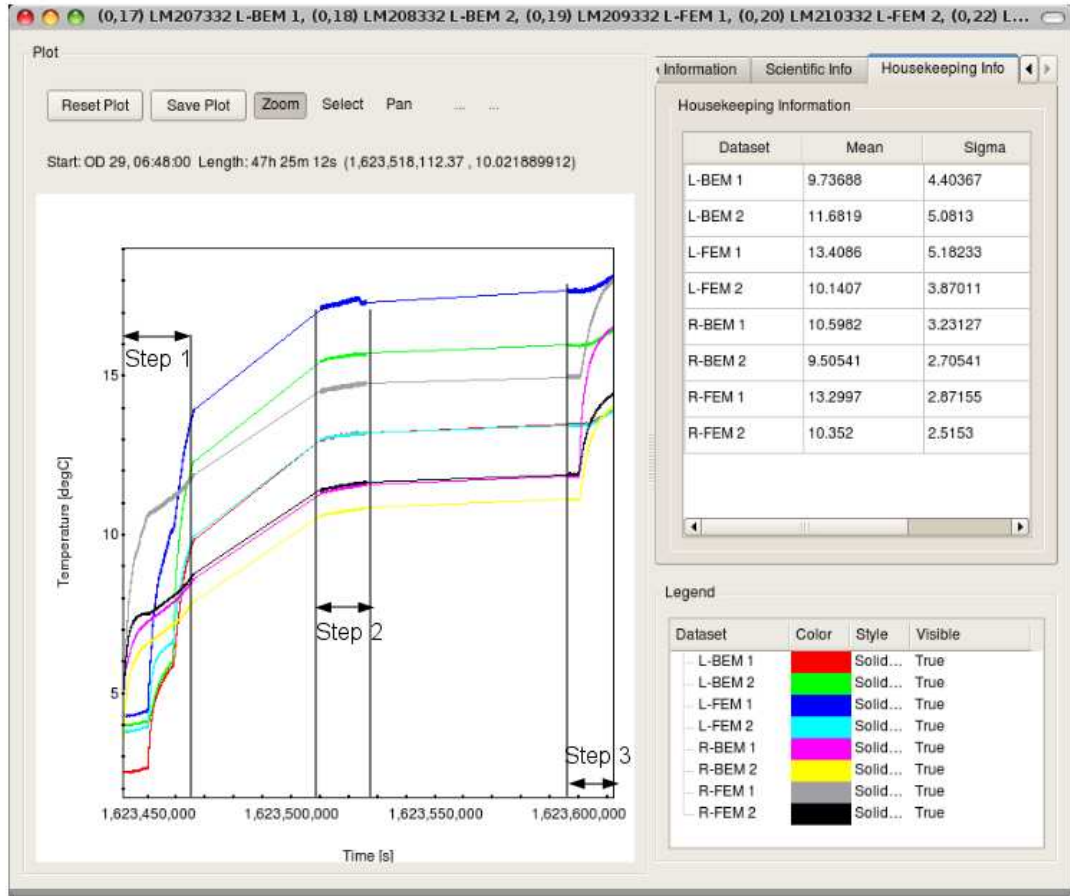 (0,17) LM207332 L-BEM 1, (0,18) LM208332 L-BEM 2, (0,19) LM209332 L-FEM 1, (0,20) LM210332 L-FEM 2, (0,22) L...
Plot
Reset Plot Save Plot Zoom Select Pan ... ...
Start: OD 29, 06:48:00 Length: 47h 25m 12s (1,623,518,112.37 , 10.021889912)
Step 1
Step 2
Step 3
15
10
5
Temperature [degC]
1,623,450,000 1,623,500,000 1,623,550,000 1,623,600,000
Time [s]
Information Scientific Info Housekeeping Info
Housekeeping Information
Dataset Mean Sigma
L-BEM 1 9.73688 4.40367
L-BEM 2 11.6819 5.0813
L-FEM 1 13.4086 5.18233
L-FEM 2 10.1407 3.87011
R-BEM 1 10.5982 3.23127
R-BEM 2 9.50541 2.70541
R-FEM 1 13.2997 2.87155
R-FEM 2 10.352 2.5153
Legend
Dataset Color Style Visible
L-BEM 1 Solid... True
L-BEM 2 Solid... True
L-FEM 1 Solid... True
L-FEM 2 Solid... True
R-BEM 1 Solid... True
R-BEM 2 Solid... True
R-FEM 1 Solid... True
R-FEM 2 Solid... True